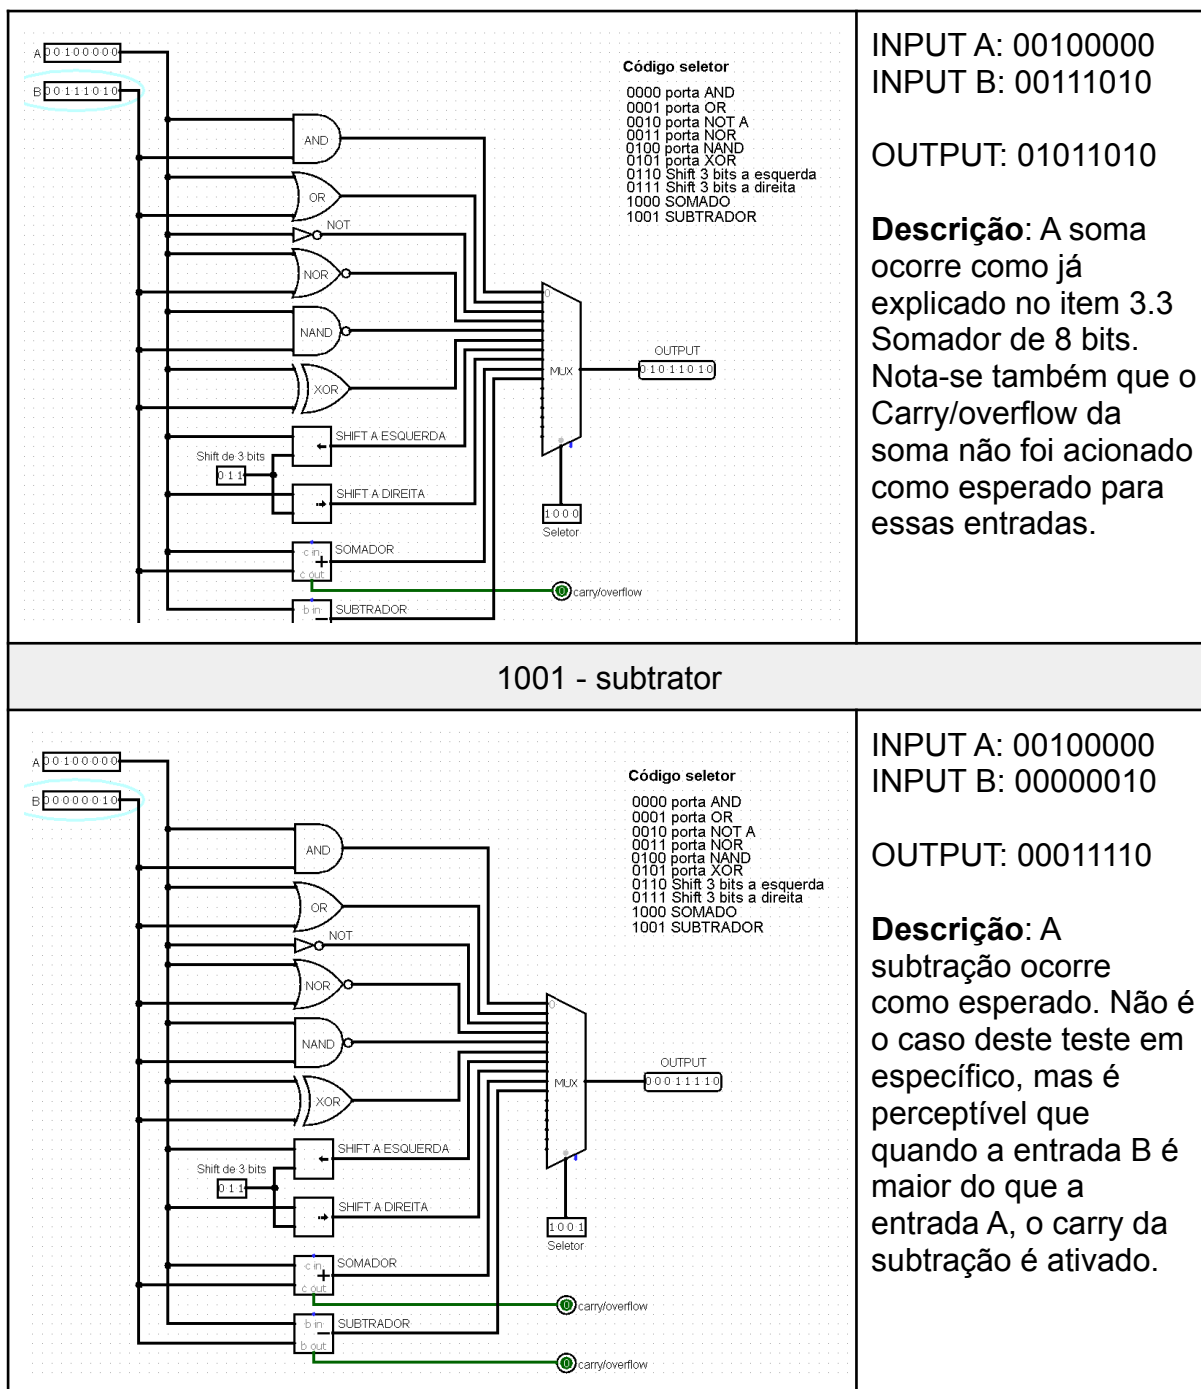 A 00100000
B 00111010
Código seletor
0000 porta AND
0001 porta OR
0010 porta NOT A
0011 porta NOR
0100 porta NAND
0101 porta XOR
0110 Shift 3 bits a esquerda
0111 Shift 3 bits a direita
1000 SOMADO
1001 SUBTRADOR
AND
OR
NOT
NOR
NAND
XOR
0
MUX
OUTPUT
01011010
SHIFT A ESQUERDA
Shift de 3 bits
011
SHIFT A DIREITA
1000
Seletor
c in
+
SOMADOR
c out
carry/overflow
0
b in
SUBTRADOR
INPUT A: 00100000
INPUT B: 00111010
OUTPUT: 01011010
Descrição: A soma
ocorre como já
explicado no item 3.3
Somador de 8 bits.
Nota-se também que o
Carry/overflow da
soma não foi acionado
como esperado para
essas entradas.
1001 - subtrator
A 00100000
B 00000010
Código seletor
0000 porta AND
0001 porta OR
0010 porta NOT A
0011 porta NOR
0100 porta NAND
0101 porta XOR
0110 Shift 3 bits a esquerda
0111 Shift 3 bits a direita
1000 SOMADO
1001 SUBTRADOR
AND
OR
NOT
NOR
NAND
XOR
0
MUX
OUTPUT
00011110
SHIFT A ESQUERDA
Shift de 3 bits
011
SHIFT A DIREITA
1001
Seletor
c in
+
SOMADOR
c out
0 carry/overflow
b in
SUBTRADOR
b out
0 carry/overflow
INPUT A: 00100000
INPUT B: 00000010
OUTPUT: 00011110
Descrição: A
subtração ocorre
como esperado. Não é
o caso deste teste em
específico, mas é
perceptível que
quando a entrada B é
maior do que a
entrada A, o carry da
subtração é ativado.